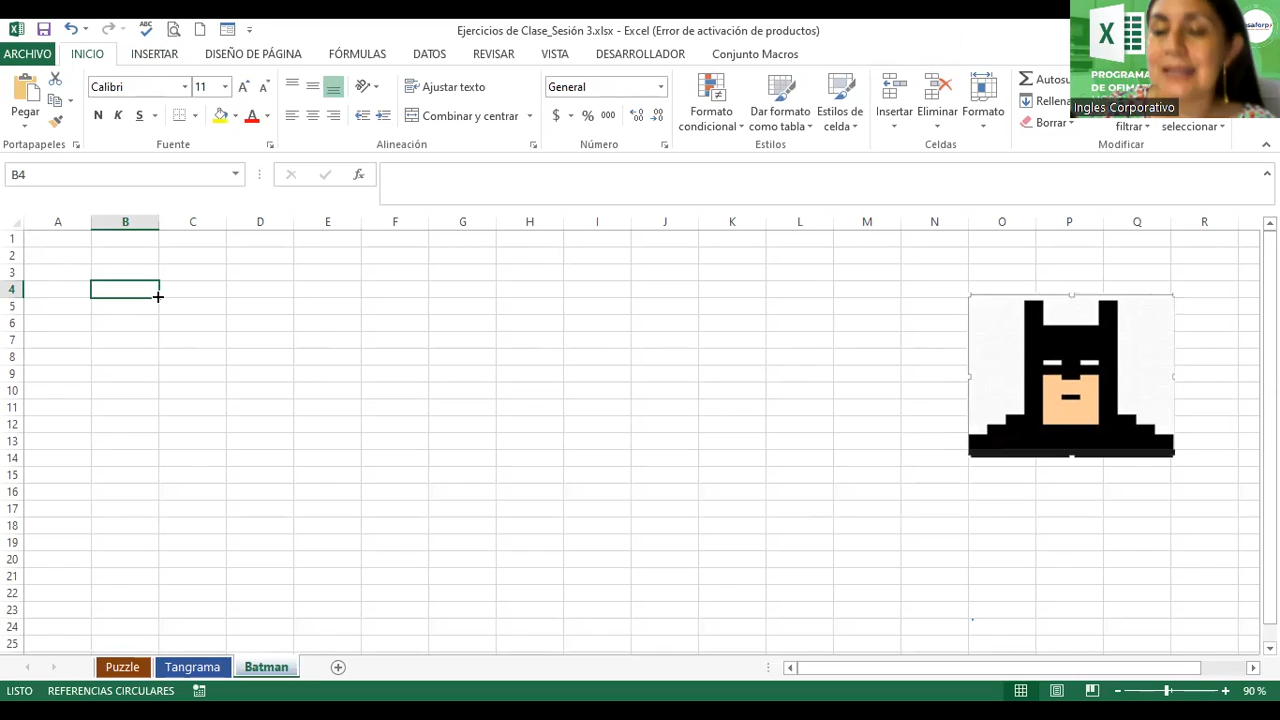 Ejercicios de Clase_Sesión 3.xlsx - Excel (Error de activación de productos)
ARCHIVO INICIO INSERTAR DISEÑO DE PÁGINA FÓRMULAS DATOS REVISAR VISTA DESARROLLADOR Conjunto Macros
PROGRAMA
DE OFIMÁT
Ingles Corporativo
Pegar
Calibri 11
N K S
Ajustar texto
Combinar y centrar
General
$ % 000
Formato
condicional
Dar formato
como tabla
Estilos de
celda
Insertar
Eliminar
Formato
Autosu
Rellena
Borrar
filtrar
seleccionar
Portapapeles Fuente Alineación Número Estilos Celdas Modificar
B4
fx
A B C D E F G H I J K L M N O P Q R
1
2
3
4
5
6
7
8
9
10
11
12
13
14
15
16
17
18
19
20
21
22
23
24
25
Puzzle Tangrama Batman
LISTO REFERENCIAS CIRCULARES 90 %